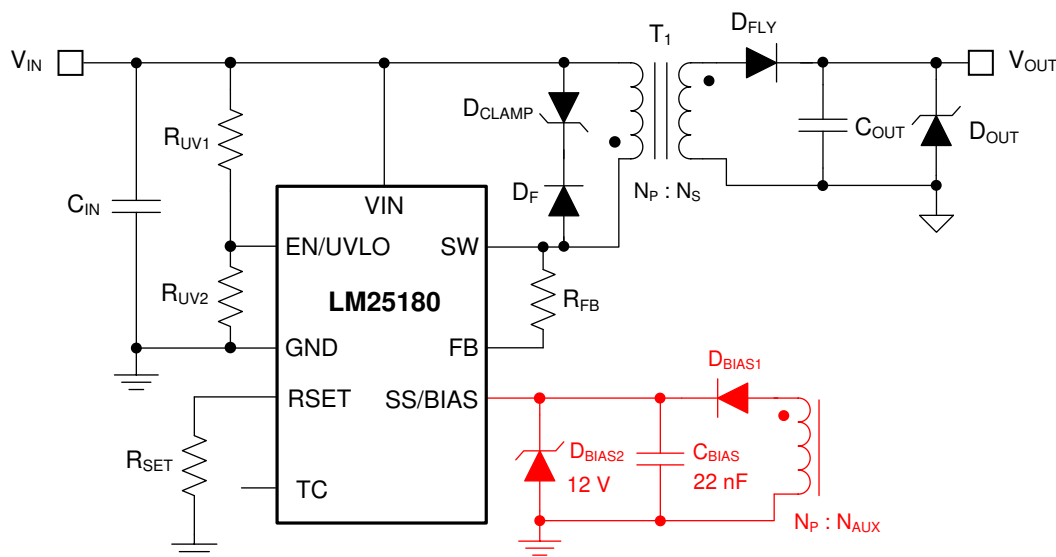 T1
DFLY
VIN
VOUT
DCLAMP
RUV1
COUT
DOUT
DF
NP : NS
CIN
VIN
EN/UVLO
SW
RUV2
LM25180
RFB
GND
FB
DBIAS1
RSET
SS/BIAS
RSET
DBIAS2
12 V
CBIAS
22 nF
TC
NP : NAUX